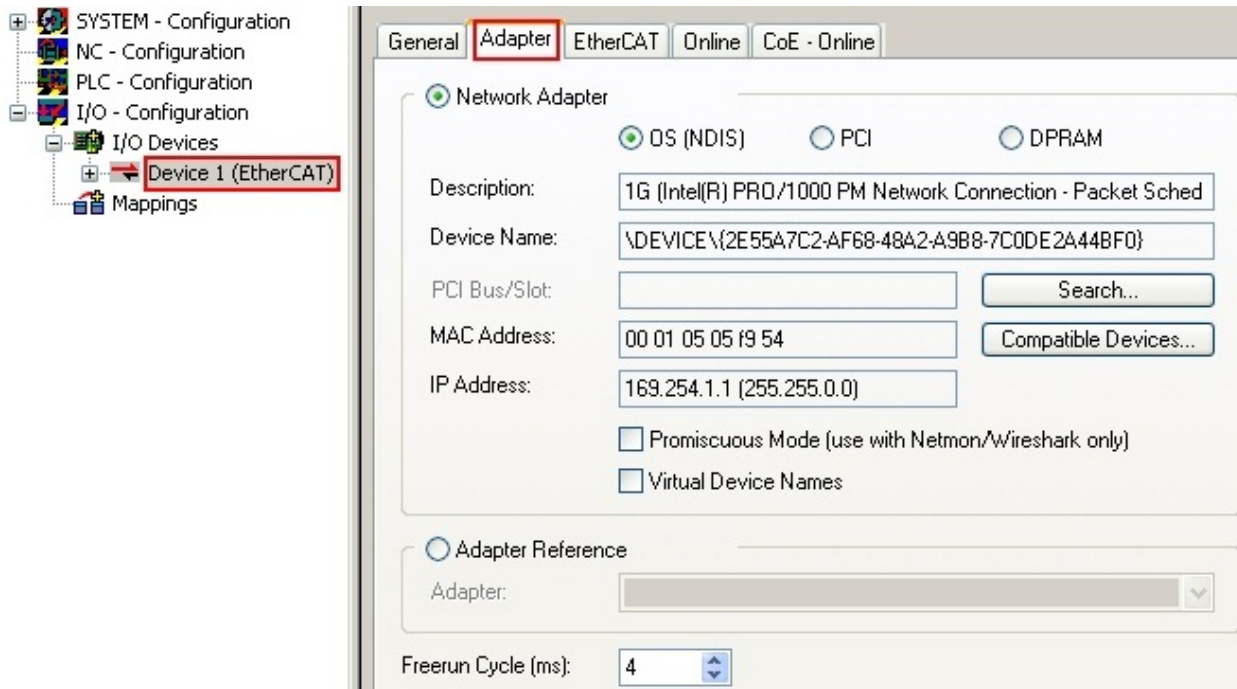 SYSTEM - Configuration
NC - Configuration
PLC - Configuration
I/O - Configuration
I/O Devices
Device 1 (EtherCAT)
Mappings
General Adapter EtherCAT Online CoE - Online
Network Adapter
OS (NDIS) PCI DPRAM
Description: 1G (Intel(R) PRO/1000 PM Network Connection - Packet Sched
Device Name: \DEVICE\{2E55A7C2-AF68-48A2-A9B8-7C0DE2A44BF0}
PCI Bus/Slot: Search...
MAC Address: 00 01 05 05 f9 54 Compatible Devices...
IP Address: 169.254.1.1 (255.255.0.0)
Promiscuous Mode (use with Netmon/Wireshark only)
Virtual Device Names
Adapter Reference
Adapter:
Freerun Cycle (ms): 4